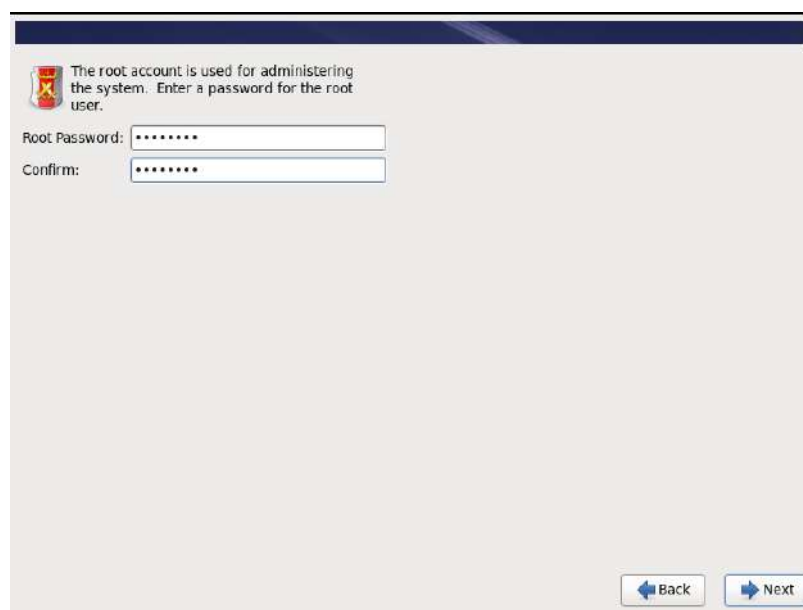 The root account is used for administering
the system.  Enter a password for the root
user.
Root Password: ••••••••
Confirm: ••••••••
Back Next